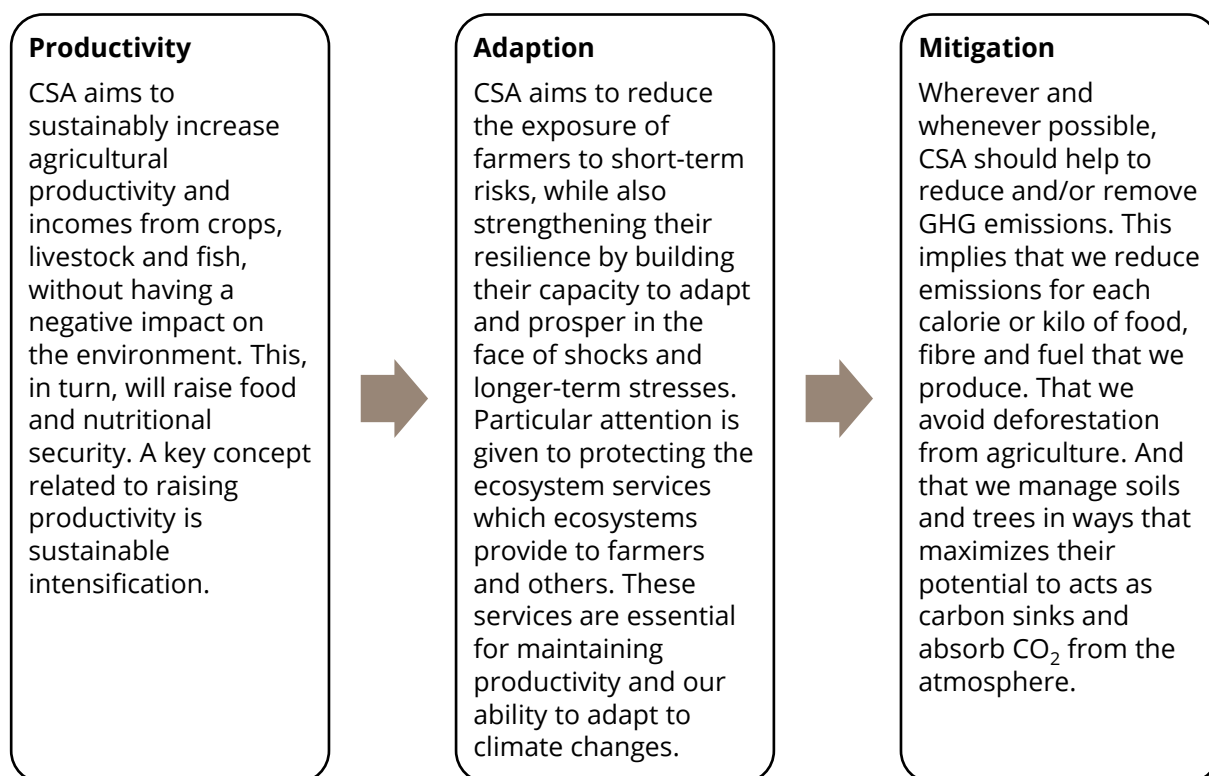 Productivity
CSA aims to
sustainably increase
agricultural
productivity and
incomes from crops,
livestock and fish,
without having a
negative impact on
the environment. This,
in turn, will raise food
and nutritional
security. A key concept
related to raising
productivity is
sustainable
intensification.
Adaption
CSA aims to reduce
the exposure of
farmers to short-term
risks, while also
strengthening their
resilience by building
their capacity to adapt
and prosper in the
face of shocks and
longer-term stresses.
Particular attention is
given to protecting the
ecosystem services
which ecosystems
provide to farmers
and others. These
services are essential
for maintaining
productivity and our
ability to adapt to
climate changes.
Mitigation
Wherever and
whenever possible,
CSA should help to
reduce and/or remove
GHG emissions. This
implies that we reduce
emissions for each
calorie or kilo of food,
fibre and fuel that we
produce. That we
avoid deforestation
from agriculture. And
that we manage soils
and trees in ways that
maximizes their
potential to acts as
carbon sinks and
absorb CO₂ from the
atmosphere.